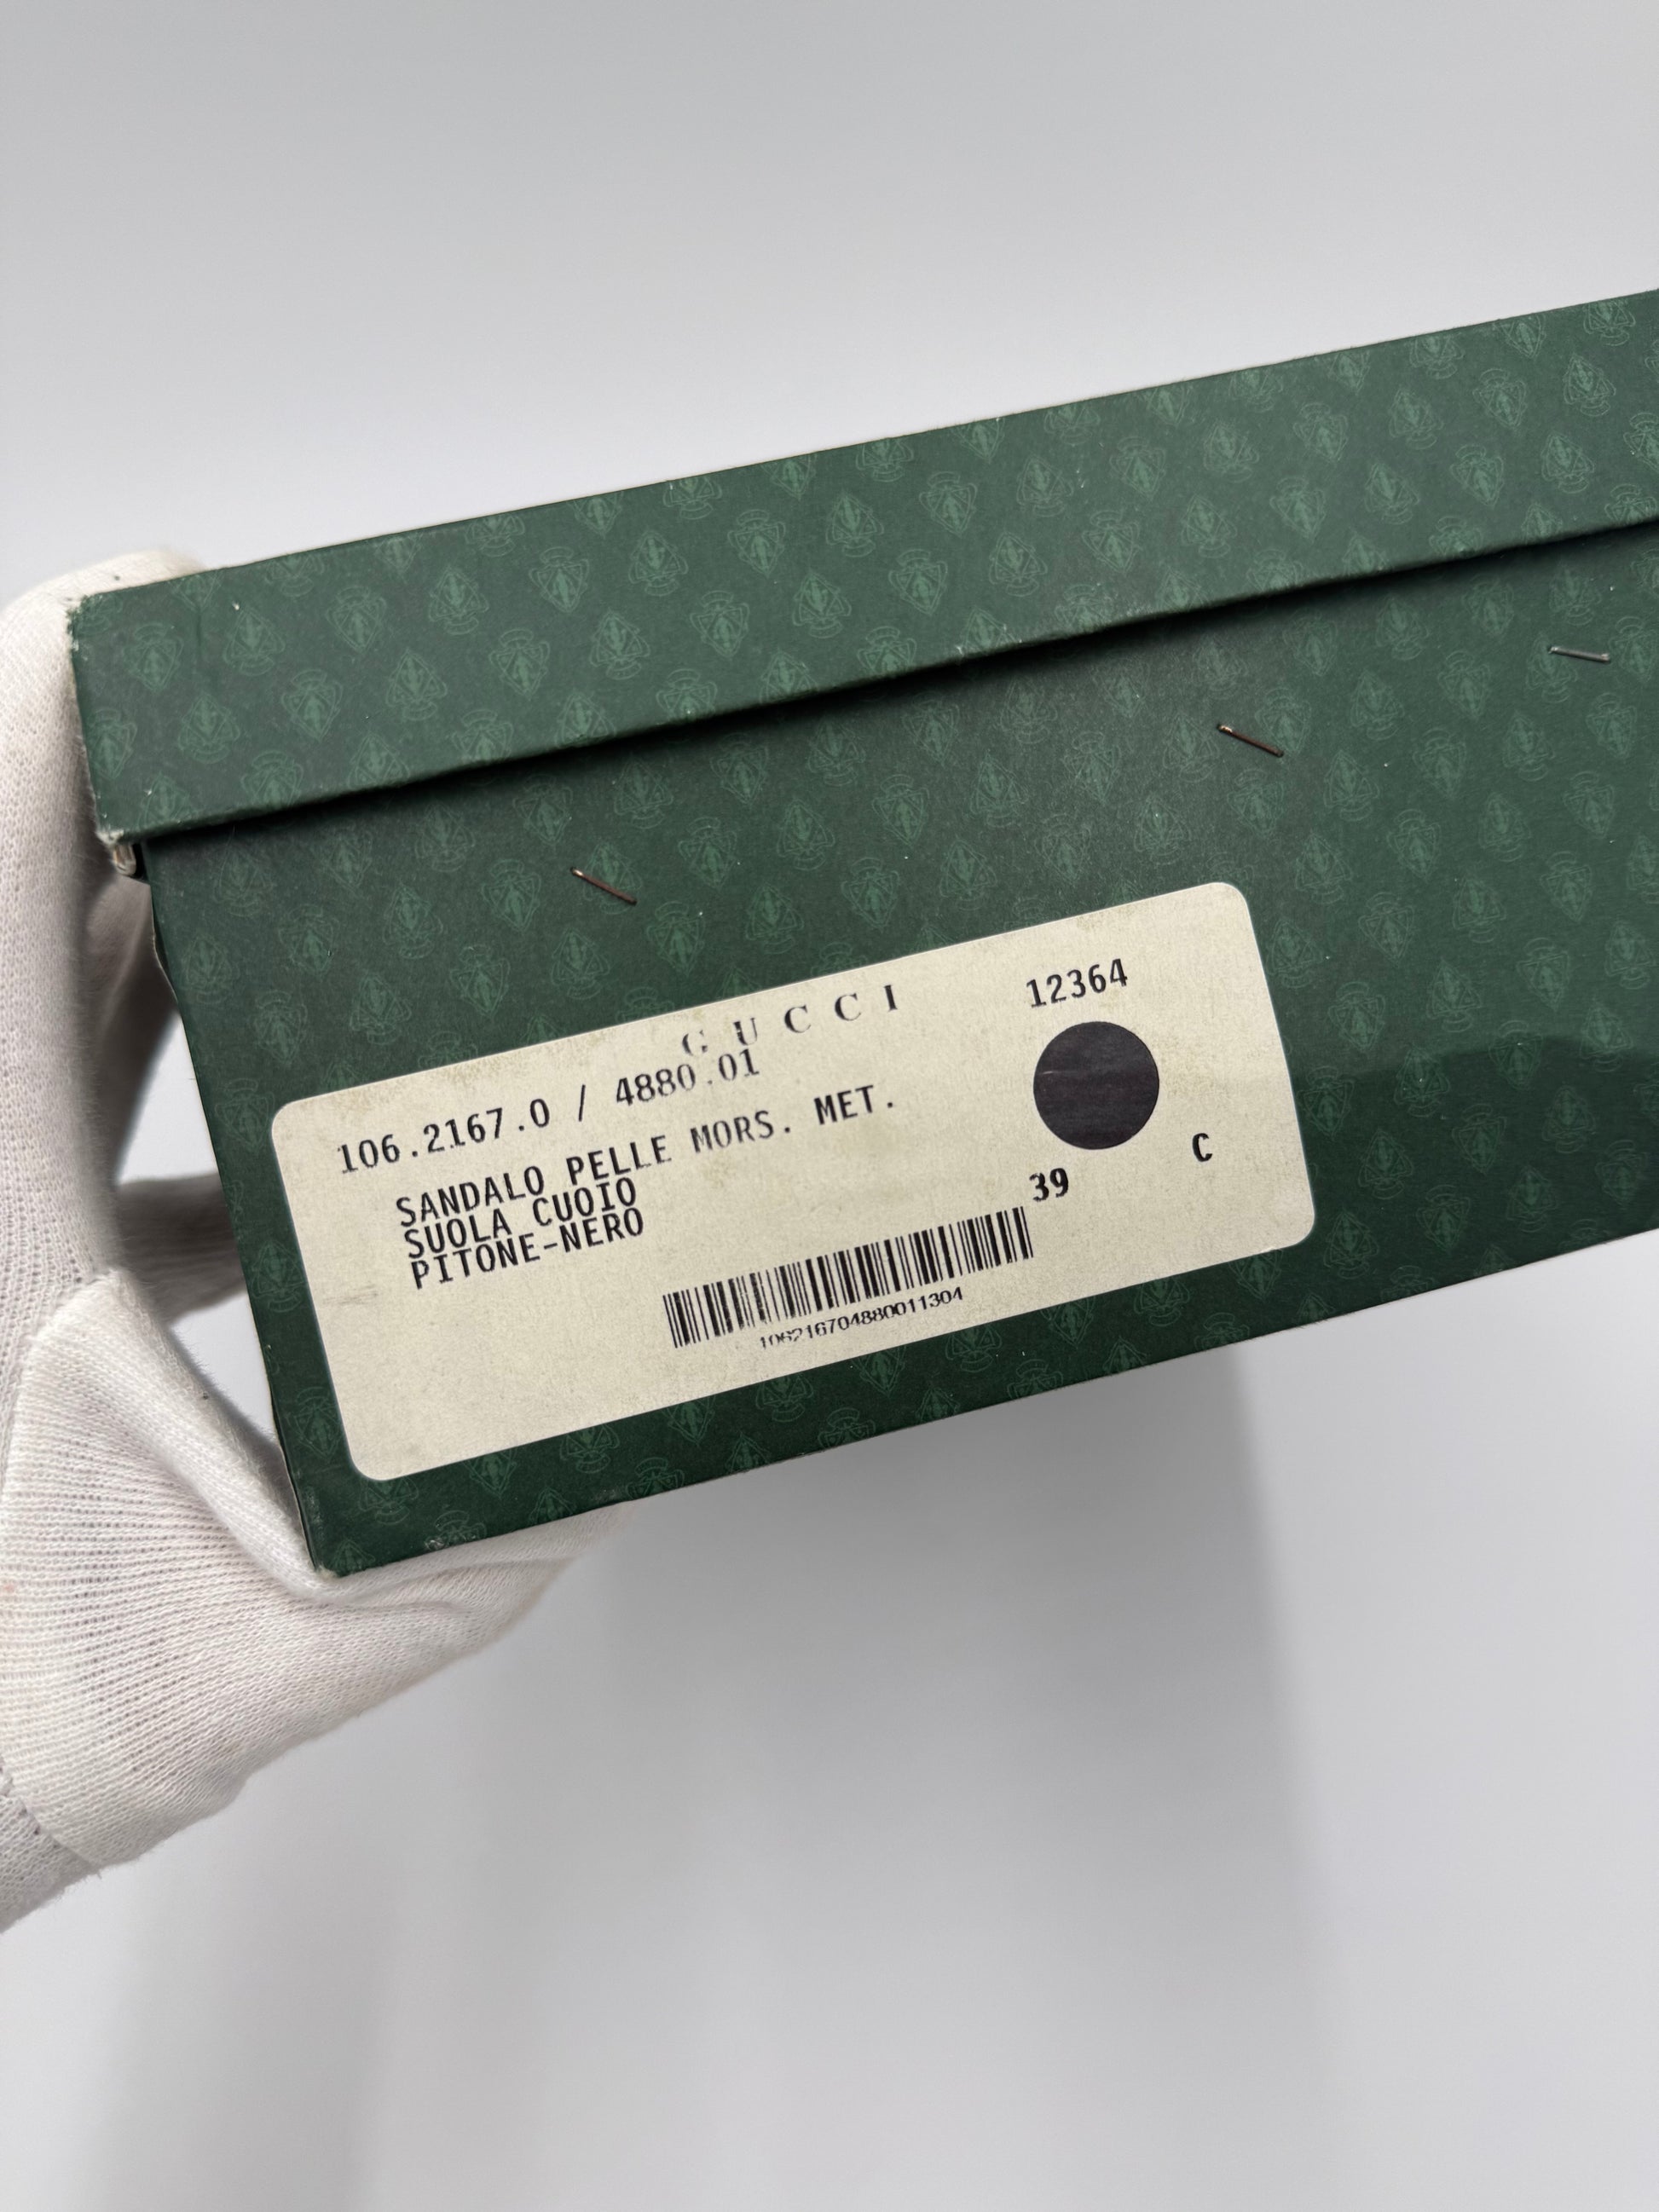 GUCCI
12364
106.2167.0 / 4880.01
SANDALO PELLE MORS. MET.
SUOLA CUOIO
PITONE-NERO
39 C
106216704880011304